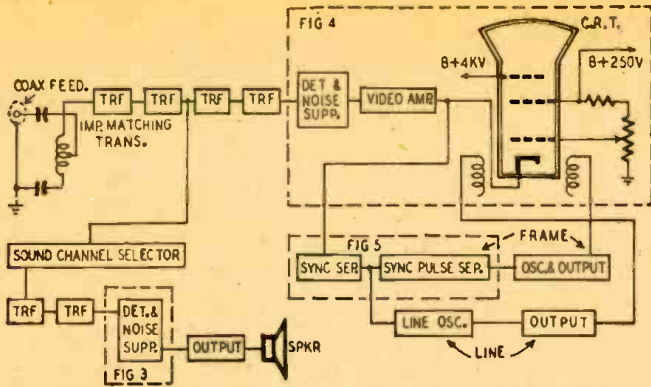 FIG 4
C.R.T.
B+4KV
B+250V
COAX FEED.
TRF
TRF
TRF
TRF
DET. &
NOISE
SUPP.
VIDEO AMP.
IMP. MATCHING
TRANS.
SOUND CHANNEL SELECTOR
FIG 5
FRAME
SYNC SEP.
SYNC PULSE SEP.
OSC. & OUTPUT
TRF
TRF
DET. &
NOISE
SUPP.
OUTPUT
SPKR
LINE OSC.
OUTPUT
LINE
FIG 3